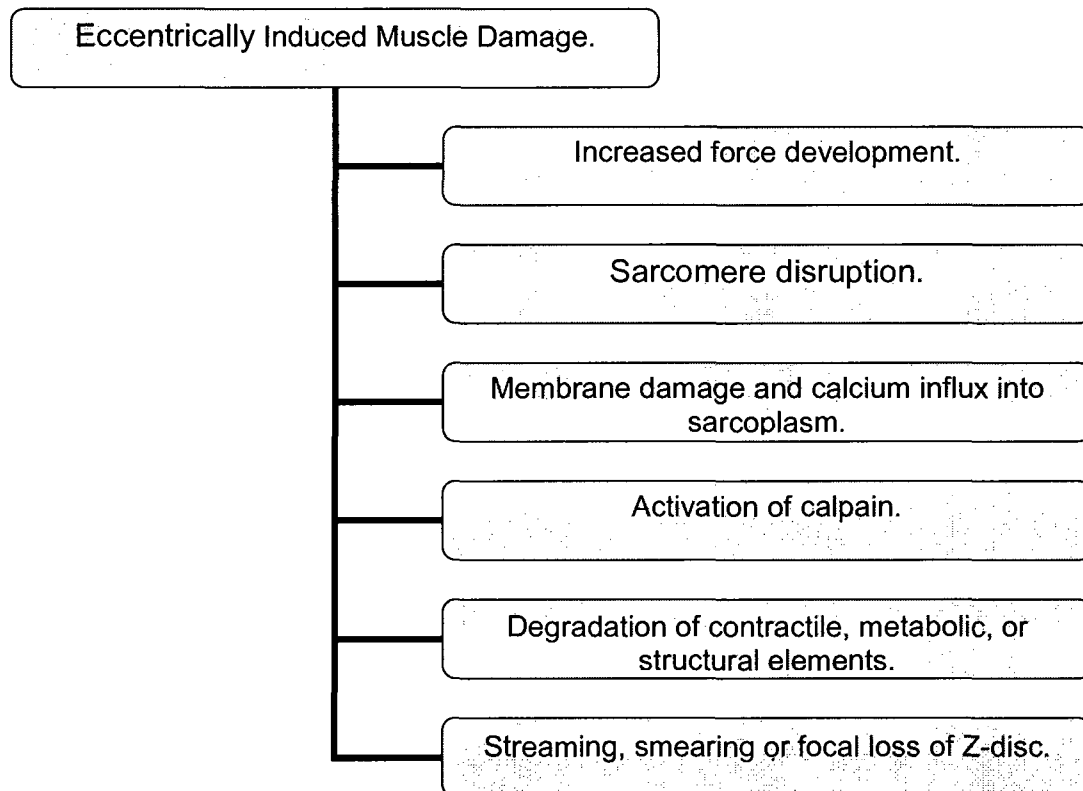 Eccentrically Induced Muscle Damage.
Increased force development.
Sarcomere disruption.
Membrane damage and calcium influx into
sarcoplasm.
Activation of calpain.
Degradation of contractile, metabolic, or
structural elements.
Streaming, smearing or focal loss of Z-disc.